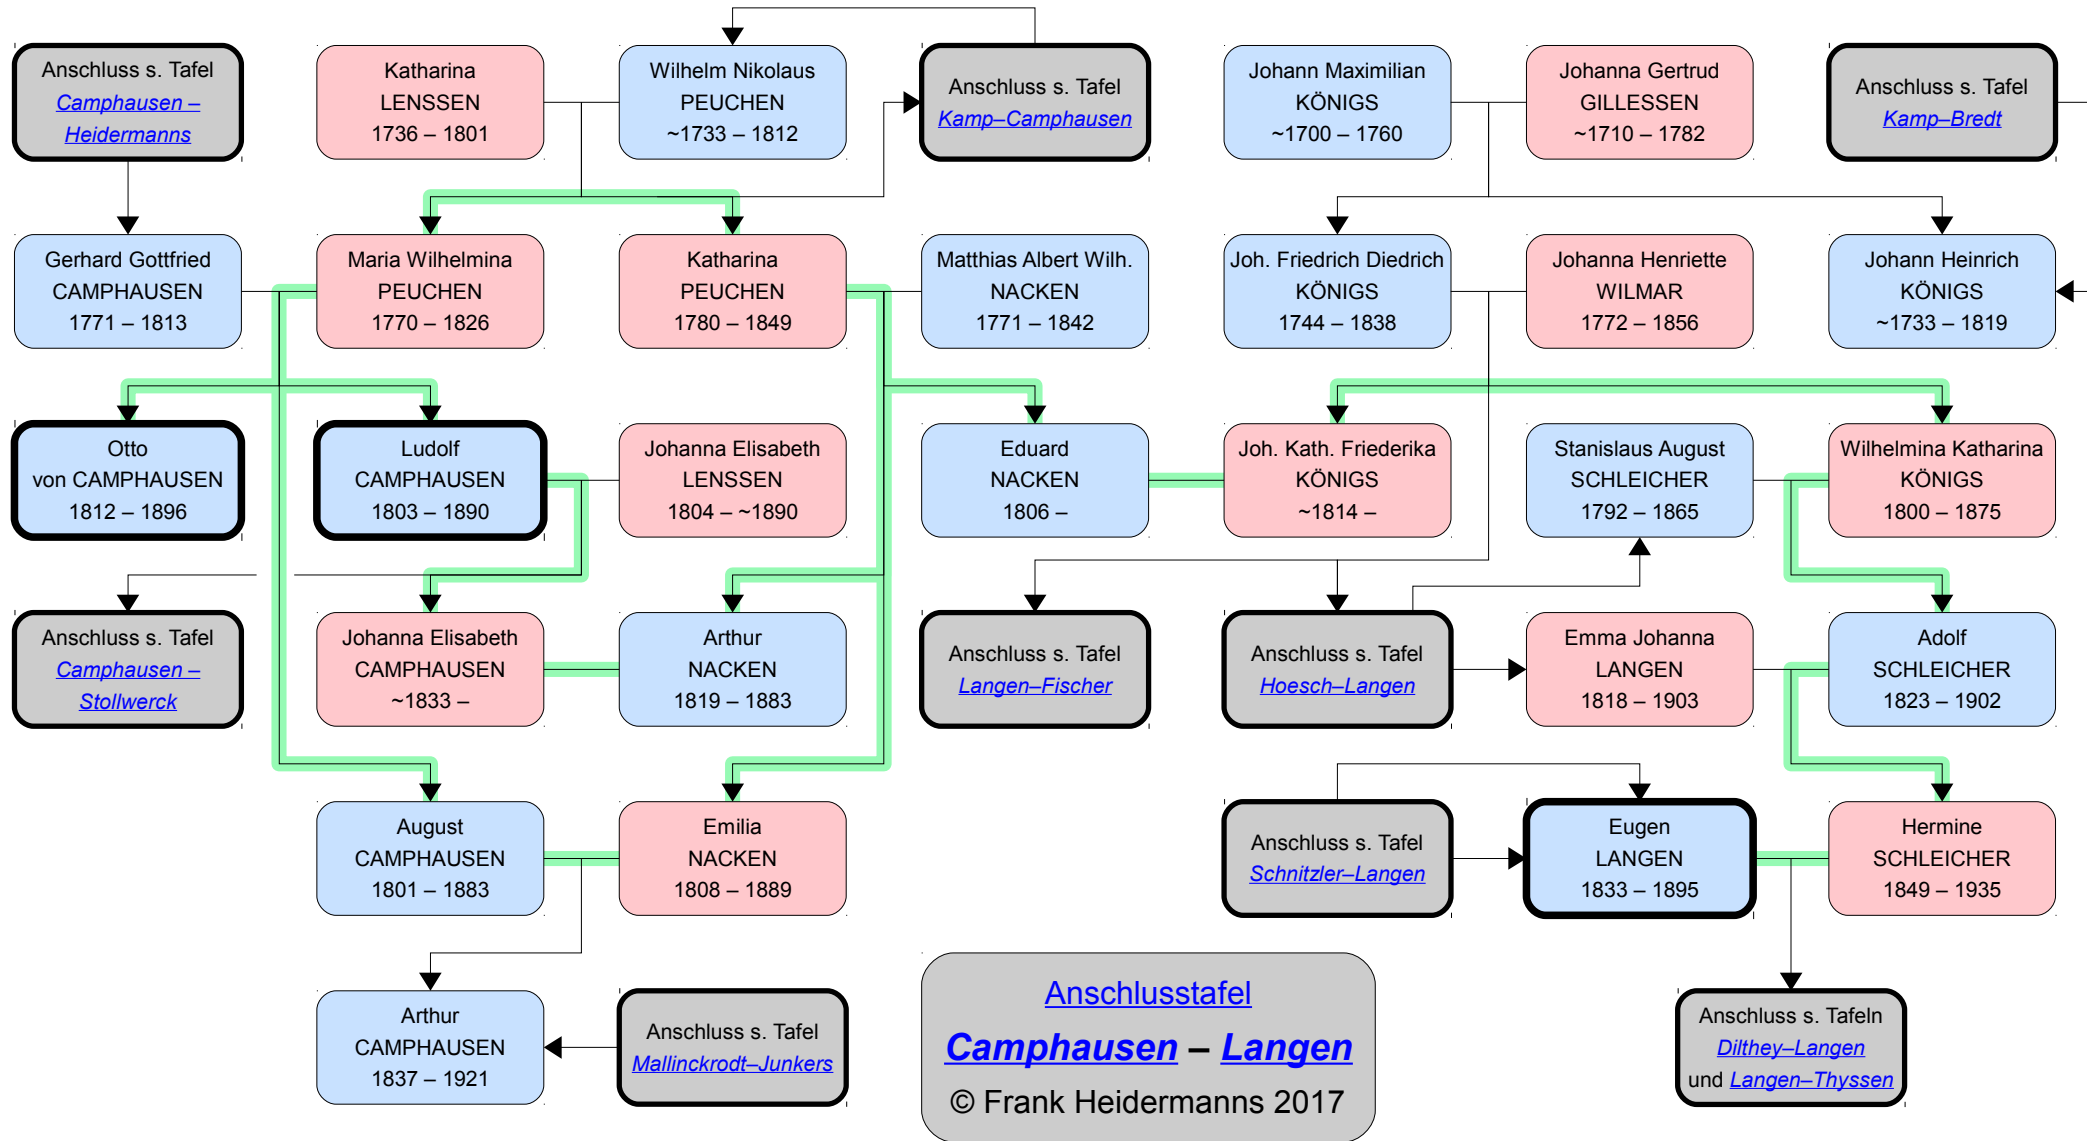 Anschluss s. Tafel
Camphausen –
Heidermanns
Katharina
LENSSEN
1736 – 1801
Wilhelm Nikolaus
PEUCHEN
~1733 – 1812
Anschluss s. Tafel
Kamp–Camphausen
Johann Maximilian
KÖNIGS
~1700 – 1760
Johanna Gertrud
GILLESSEN
~1710 – 1782
Anschluss s. Tafel
Kamp–Bredt
Gerhard Gottfried
CAMPHAUSEN
1771 – 1813
Maria Wilhelmina
PEUCHEN
1770 – 1826
Katharina
PEUCHEN
1780 – 1849
Matthias Albert Wilh.
NACKEN
1771 – 1842
Joh. Friedrich Diedrich
KÖNIGS
1744 – 1838
Johanna Henriette
WILMAR
1772 – 1856
Johann Heinrich
KÖNIGS
~1733 – 1819
Otto
von CAMPHAUSEN
1812 – 1896
Ludolf
CAMPHAUSEN
1803 – 1890
Johanna Elisabeth
LENSSEN
1804 – ~1890
Eduard
NACKEN
1806 –
Joh. Kath. Friederika
KÖNIGS
~1814 –
Stanislaus August
SCHLEICHER
1792 – 1865
Wilhelmina Katharina
KÖNIGS
1800 – 1875
Anschluss s. Tafel
Camphausen –
Stollwerck
Johanna Elisabeth
CAMPHAUSEN
~1833 –
Arthur
NACKEN
1819 – 1883
Anschluss s. Tafel
Langen–Fischer
Anschluss s. Tafel
Hoesch–Langen
Emma Johanna
LANGEN
1818 – 1903
Adolf
SCHLEICHER
1823 – 1902
August
CAMPHAUSEN
1801 – 1883
Emilia
NACKEN
1808 – 1889
Anschluss s. Tafel
Schnitzler–Langen
Eugen
LANGEN
1833 – 1895
Hermine
SCHLEICHER
1849 – 1935
Arthur
CAMPHAUSEN
1837 – 1921
Anschluss s. Tafel
Mallinckrodt–Junkers
Anschlusstafel
Camphausen – Langen
© Frank Heidermanns 2017
Anschluss s. Tafeln
Dilthey–Langen
und Langen–Thyssen